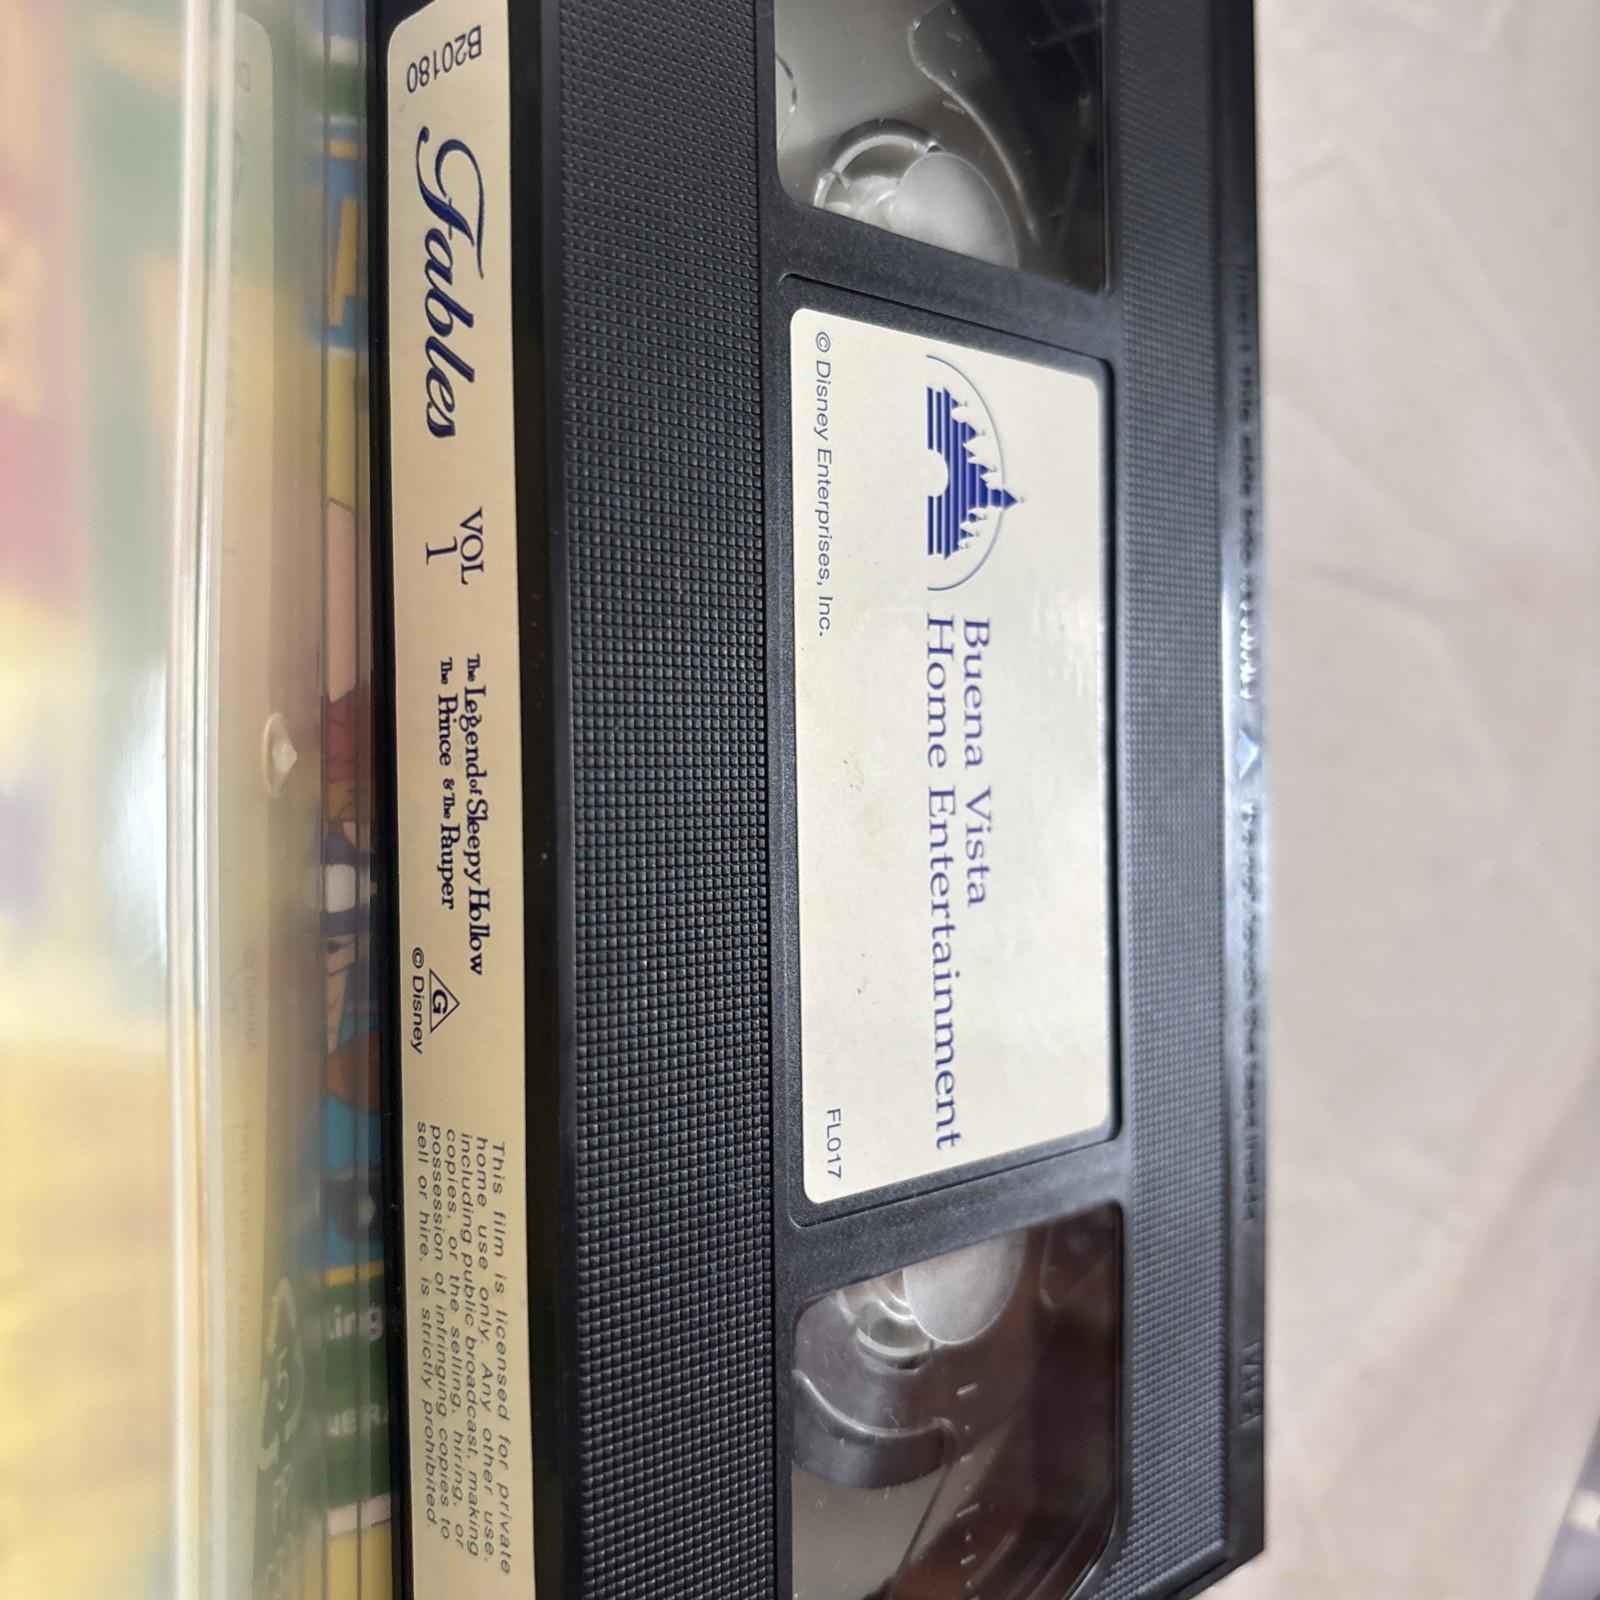 B20180
Fables
VOL
1
The Legend of Sleepy Hollow
The Prince & The Pauper
G
© Disney
This film is licensed for private
home use only. Any other use,
including public broadcast, making
copies, or the selling, hiring, or
possession of infringing copies to
sell or hire, is strictly prohibited.
Buena Vista
Home Entertainment
© Disney Enterprises, Inc.
FL017
5